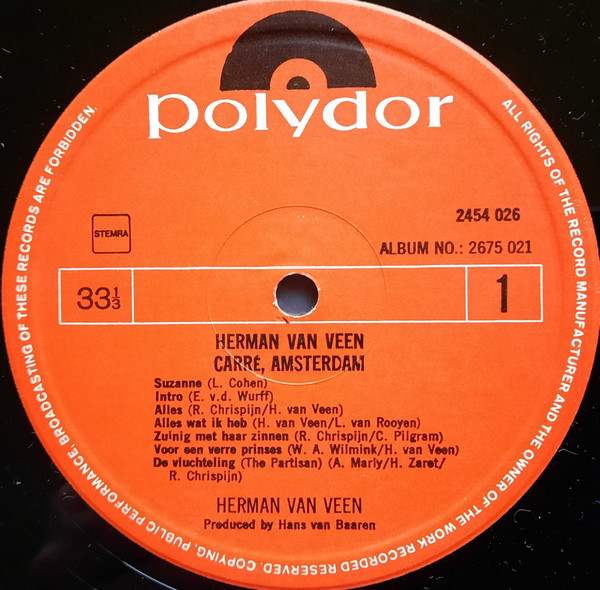 polydor
ALL RIGHTS OF THE RECORD MANUFACTURER AND THE OWNER OF THE WORK RECORDED RESERVED. COPYING, PUBLIC PERFORMANCE, BROADCASTING OF THESE RECORDS ARE FORBIDDEN.
STEMRA
2454 026
ALBUM NO.: 2675 021
33⅓
1
HERMAN VAN VEEN
CARRÉ, AMSTERDAM
Suzanne (L. Cohen)
Intro (E. v.d. Wurff)
Alles (R. Chrispijn/H. van Veen)
Alles wat ik heb (H. van Veen/L. van Rooyen)
Zuinig met haar zinnen (R. Chrispijn/C. Pilgram)
Voor een verre prinses (W. A. Wilmink/H. van Veen)
De vluchteling (The Partisan) (A. Marly/H. Zaret/
R. Chrispijn)
HERMAN VAN VEEN
Produced by Hans van Baaren